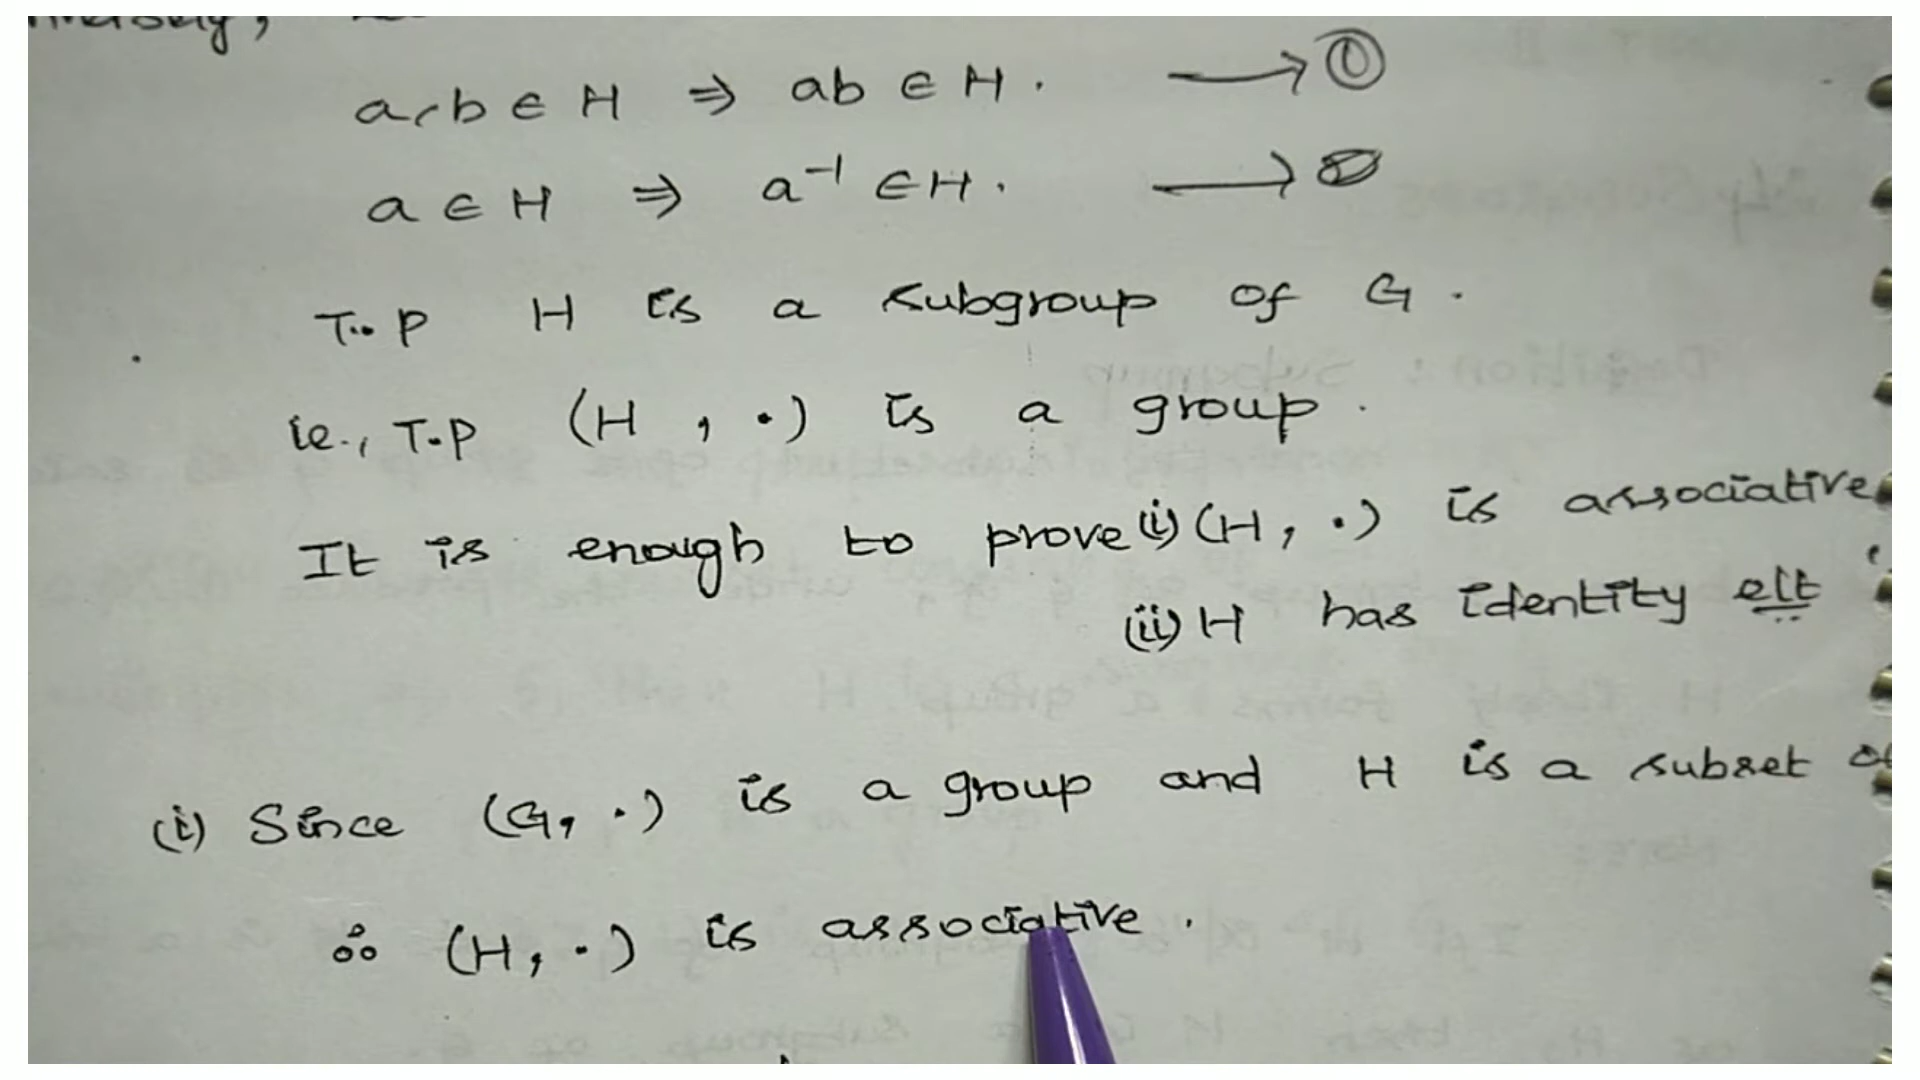 a, b ∈ H ⇒ ab ∈ H. → ①
a ∈ H ⇒ a⁻¹ ∈ H. → ②
T.P H is a subgroup of G.
ie., T.P (H, ·) is a group.
It is enough to prove (i) (H, ·) is associative
(ii) H has identity elt
(i) Since (G, ·) is a group and H is a subset of
∴ (H, ·) is associative.